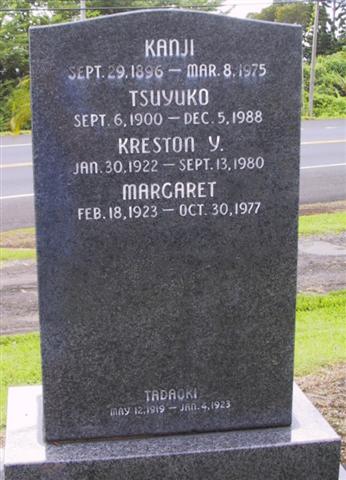 KANJI
SEPT. 29, 1896 — MAR. 8, 1975
TSUYUKO
SEPT. 6, 1900 — DEC. 5, 1988
KRESTON Y.
JAN. 30, 1922 — SEPT. 13, 1980
MARGARET
FEB. 18, 1923 — OCT. 30, 1977
TADAOKI
MAY 12, 1919 — JAN. 4, 1923